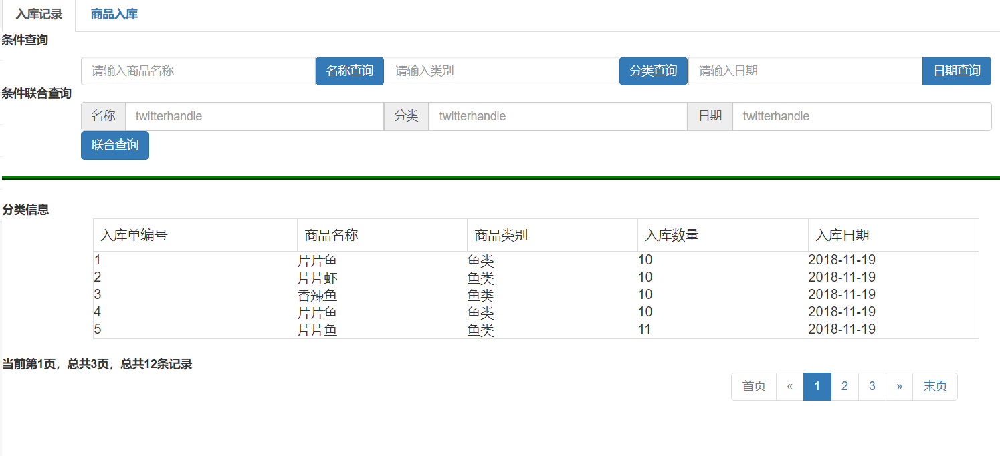 入库记录 商品入库
条件查询
请输入商品名称 名称查询 请输入类别 分类查询 请输入日期 日期查询
条件联合查询
名称 twitterhandle 分类 twitterhandle 日期 twitterhandle
联合查询
分类信息
入库单编号 商品名称 商品类别 入库数量 入库日期
1 片片鱼 鱼类 10 2018-11-19
2 片片虾 鱼类 10 2018-11-19
3 香辣鱼 鱼类 10 2018-11-19
4 片片鱼 鱼类 10 2018-11-19
5 片片鱼 鱼类 11 2018-11-19
当前第1页，总共3页，总共12条记录
首页 « 1 2 3 » 末页